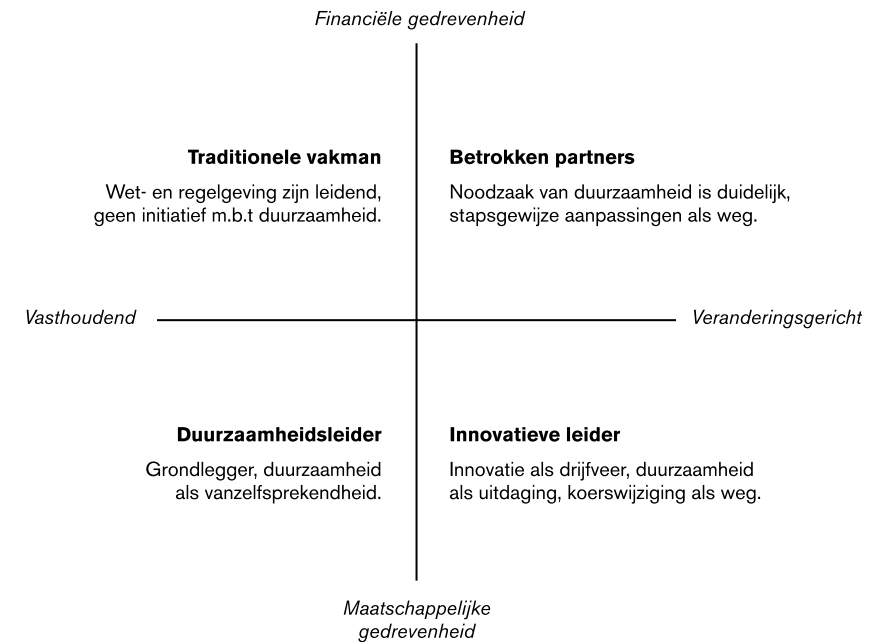 Financiële gedrevenheid
Traditionele vakman
Wet- en regelgeving zijn leidend,
geen initiatief m.b.t duurzaamheid.
Betrokken partners
Noodzaak van duurzaamheid is duidelijk,
stapsgewijze aanpassingen als weg.
Vasthoudend
Veranderingsgericht
Duurzaamheidsleider
Grondlegger, duurzaamheid
als vanzelfsprekendheid.
Innovatieve leider
Innovatie als drijfveer, duurzaamheid
als uitdaging, koerswijziging als weg.
Maatschappelijke
gedrevenheid